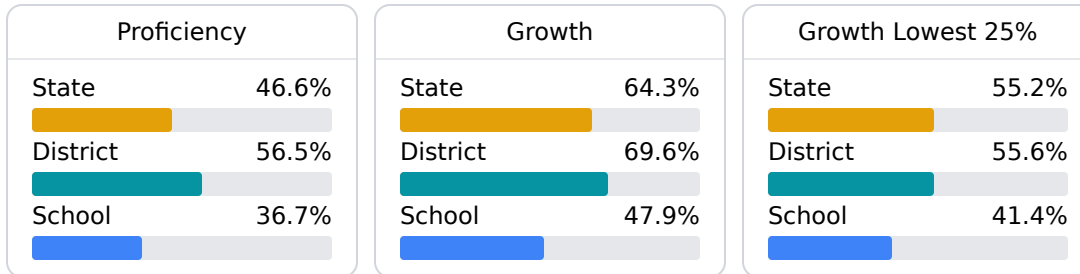 Proficiency
State 46.6%
District 56.5%
School 36.7%
Growth
State 64.3%
District 69.6%
School 47.9%
Growth Lowest 25%
State 55.2%
District 55.6%
School 41.4%